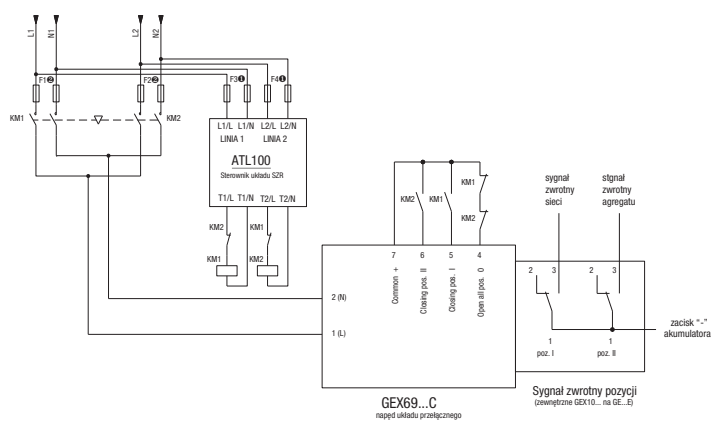 L1 N1 L2 N2
F1❷ F2❷ F3❶ F4❶
KM1 KM2
L1/L L1/N L2/L L2/N
LINIA 1 LINIA 2
ATL100
Sterownik układu SZR
T1/L T1/N T2/L T2/N
KM2 KM1
KM1 KM2
KM2 KM1 KM1
KM2
sygnał zwrotny sieci
stgnał zwrotny agregatu
7 6 5 4
Common +
Closing pos. II
Closing pos. I
Open all pos. 0
2 3 2 3
2 (N)
1 (L)
1 1
poz. I poz. II
zacisk "-"
akumulatora
GEX69...C
napęd układu przełącznego
Sygnał zwrotny pozycji
(zewnętrzne GEX10... na GE...E)